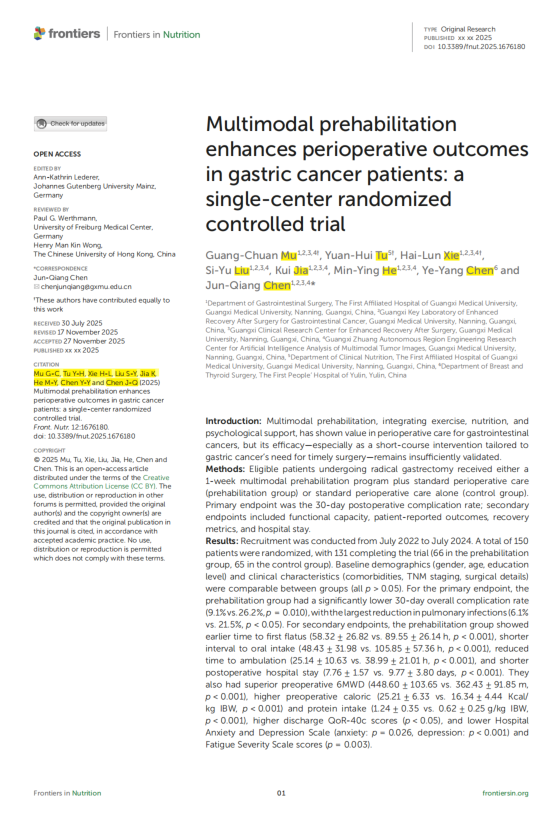 frontiers | Frontiers in Nutrition
TYPE Original Research
PUBLISHED xx xx 2025
DOI 10.3389/fnut.2025.1676180
Check for updates
OPEN ACCESS
EDITED BY
Ann-Kathrin Lederer,
Johannes Gutenberg University Mainz,
Germany
REVIEWED BY
Paul G. Werthmann,
University of Freiburg Medical Center,
Germany
Henry Man Kin Wong,
The Chinese University of Hong Kong, China
*CORRESPONDENCE
Jun-Qiang Chen
chenjunqiang@gxmu.edu.cn
†These authors have contributed equally to
this work
RECEIVED 30 July 2025
REVISED 17 November 2025
ACCEPTED 27 November 2025
PUBLISHED xx xx 2025
CITATION
Mu G-C, Tu Y-H, Xie H-L, Liu S-Y, Jia K,
He M-Y, Chen Y-Y and Chen J-Q (2025)
Multimodal prehabilitation enhances
perioperative outcomes in gastric cancer
patients: a single-center randomized
controlled trial.
Front. Nutr. 12:1676180.
doi: 10.3389/fnut.2025.1676180
COPYRIGHT
© 2025 Mu, Tu, Xie, Liu, Jia, He, Chen and
Chen. This is an open-access article
distributed under the terms of the Creative
Commons Attribution License (CC BY). The
use, distribution or reproduction in other
forums is permitted, provided the original
author(s) and the copyright owner(s) are
credited and that the original publication in
this journal is cited, in accordance with
accepted academic practice. No use,
distribution or reproduction is permitted
which does not comply with these terms.
Multimodal prehabilitation
enhances perioperative outcomes
in gastric cancer patients: a
single-center randomized
controlled trial
Guang-Chuan Mu1,2,3,4†, Yuan-Hui Tu5†, Hai-Lun Xie1,2,3,4†,
Si-Yu Liu1,2,3,4, Kui Jia1,2,3,4, Min-Ying He1,2,3,4, Ye-Yang Chen6 and
Jun-Qiang Chen1,2,3,4*
1Department of Gastrointestinal Surgery, The First Affiliated Hospital of Guangxi Medical University,
Guangxi Medical University, Nanning, Guangxi, China, 2Guangxi Key Laboratory of Enhanced
Recovery After Surgery for Gastrointestinal Cancer, Guangxi Medical University, Nanning, Guangxi,
China, 3Guangxi Clinical Research Center for Enhanced Recovery After Surgery, Guangxi Medical
University, Nanning, Guangxi, China, 4Guangxi Zhuang Autonomous Region Engineering Research
Center for Artificial Intelligence Analysis of Multimodal Tumor Images, Guangxi Medical University,
Nanning, Guangxi, China, 5Department of Clinical Nutrition, The First Affiliated Hospital of Guangxi
Medical University, Guangxi Medical University, Nanning, Guangxi, China, 6Department of Breast and
Thyroid Surgery, The First People' Hospital of Yulin, Yulin, China
Introduction: Multimodal prehabilitation, integrating exercise, nutrition, and
psychological support, has shown value in perioperative care for gastrointestinal
cancers, but its efficacy—especially as a short-course intervention tailored to
gastric cancer's need for timely surgery—remains insufficiently validated.
Methods: Eligible patients undergoing radical gastrectomy received either a
1-week multimodal prehabilitation program plus standard perioperative care
(prehabilitation group) or standard perioperative care alone (control group).
Primary endpoint was the 30-day postoperative complication rate; secondary
endpoints included functional capacity, patient-reported outcomes, recovery
metrics, and hospital stay.
Results: Recruitment was conducted from July 2022 to July 2024. A total of 150
patients were randomized, with 131 completing the trial (66 in the prehabilitation
group, 65 in the control group). Baseline demographics (gender, age, education
level) and clinical characteristics (comorbidities, TNM staging, surgical details)
were comparable between groups (all p > 0.05). For the primary endpoint, the
prehabilitation group had a significantly lower 30-day overall complication rate
(9.1% vs. 26.2%, p = 0.010), with the largest reduction in pulmonary infections (6.1%
vs. 21.5%, p < 0.05). For secondary endpoints, the prehabilitation group showed
earlier time to first flatus (58.32 ± 26.82 vs. 89.55 ± 26.14 h, p < 0.001), shorter
interval to oral intake (48.43 ± 31.98 vs. 105.85 ± 57.36 h, p < 0.001), reduced
time to ambulation (25.14 ± 10.63 vs. 38.99 ± 21.01 h, p < 0.001), and shorter
postoperative hospital stay (7.76 ± 1.57 vs. 9.77 ± 3.80 days, p < 0.001). They
also had superior preoperative 6MWD (448.60 ± 103.65 vs. 362.43 ± 91.85 m,
p < 0.001), higher preoperative caloric (25.21 ± 6.33 vs. 16.34 ± 4.44 Kcal/
kg IBW, p < 0.001) and protein intake (1.24 ± 0.35 vs. 0.62 ± 0.25 g/kg IBW,
p < 0.001), higher discharge QoR-40c scores (p < 0.05), and lower Hospital
Anxiety and Depression Scale (anxiety: p = 0.026, depression: p < 0.001) and
Fatigue Severity Scale scores (p = 0.003).
Frontiers in Nutrition
01
frontiersin.org